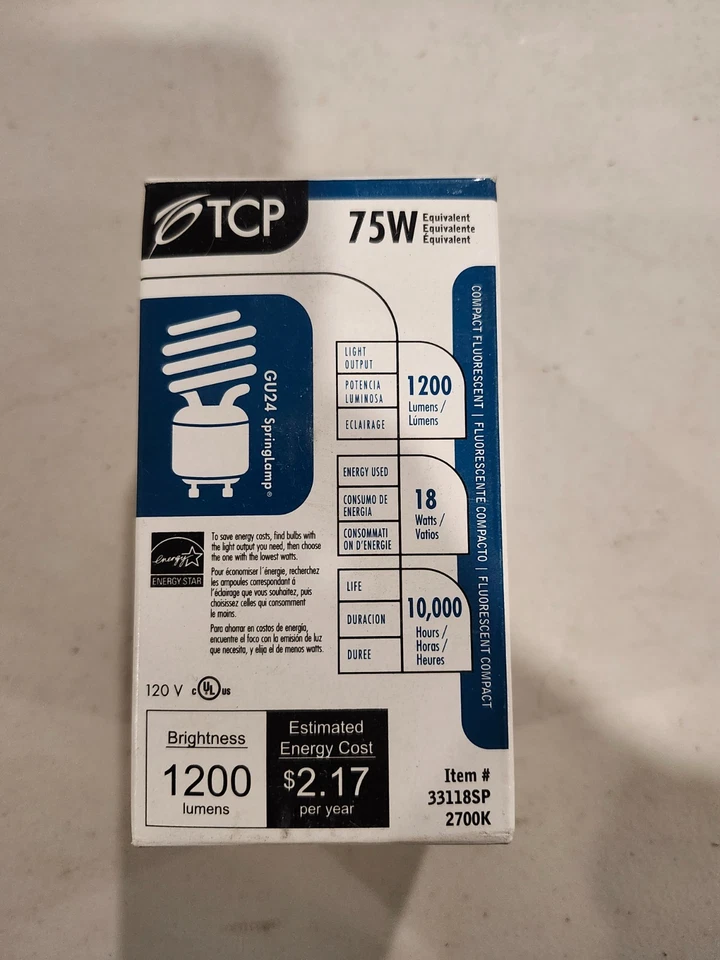 TCP
75W
Equivalent
Equivalente
Équivalent
GU24 SpringLamp®
LIGHT
OUTPUT
POTENCIA
LUMINOSA
ECLAIRAGE
1200
Lumens /
Lúmens
ENERGY USED
CONSUMO DE
ENERGIA
CONSOMMATI
ON D'ENERGIE
18
Watts /
Vatios
LIFE
DURACION
DUREE
10,000
Hours /
Horas /
Heures
COMPACT FLUORESCENT | FLUORESCENTE COMPACTO | FLUORESCENT COMPACT
energy
ENERGY STAR
To save energy costs, find bulbs with
the light output you need, then choose
the one with the lowest watts.
Pour économiser l'énergie, recherchez
les ampoules correspondant à
l'éclairage que vous souhaitez, puis
choisissez celles qui consomment
le moins.
Para ahorrar en costos de energia,
encuentre el foco con la emisión de luz
que necesita, y elija el de menos watts.
120 V c UL us
Brightness
1200
lumens
Estimated
Energy Cost
$2.17
per year
Item #
33118SP
2700K